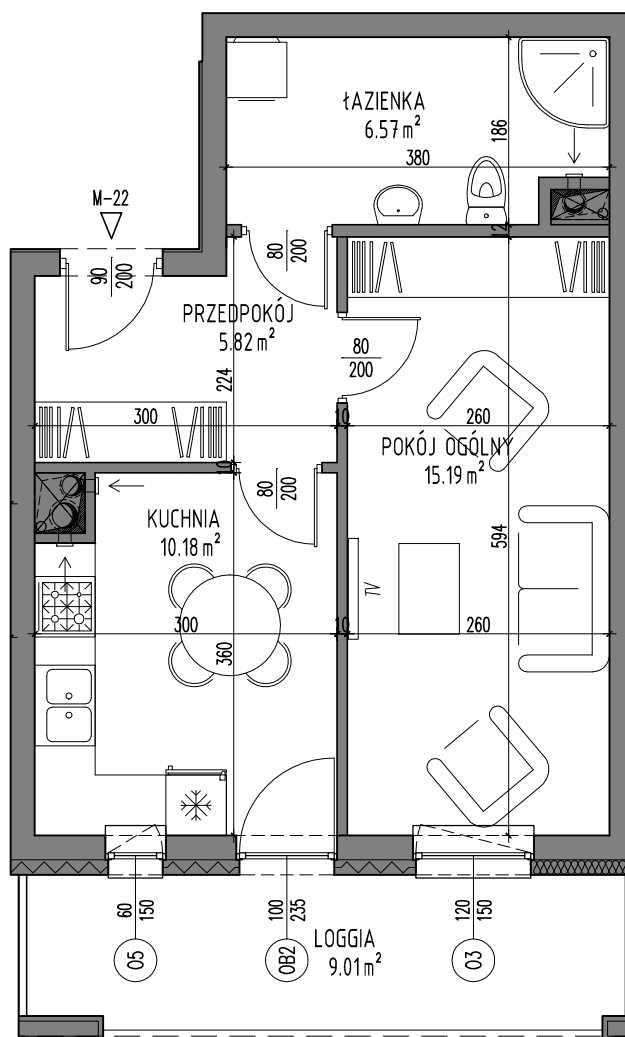 ŁAZIENKA
6.57 m²
186
380
M-22
12
90
200
80
200
PRZEDPOKÓJ
5.82 m²
80
200
224
300
10
260
POKÓJ OGÓLNY
15.19 m²
10
80
200
KUCHNIA
10.18 m²
594
TV
300
10
260
360
60
150
100
235
120
150
05
OB2
03
LOGGIA
9.01 m²